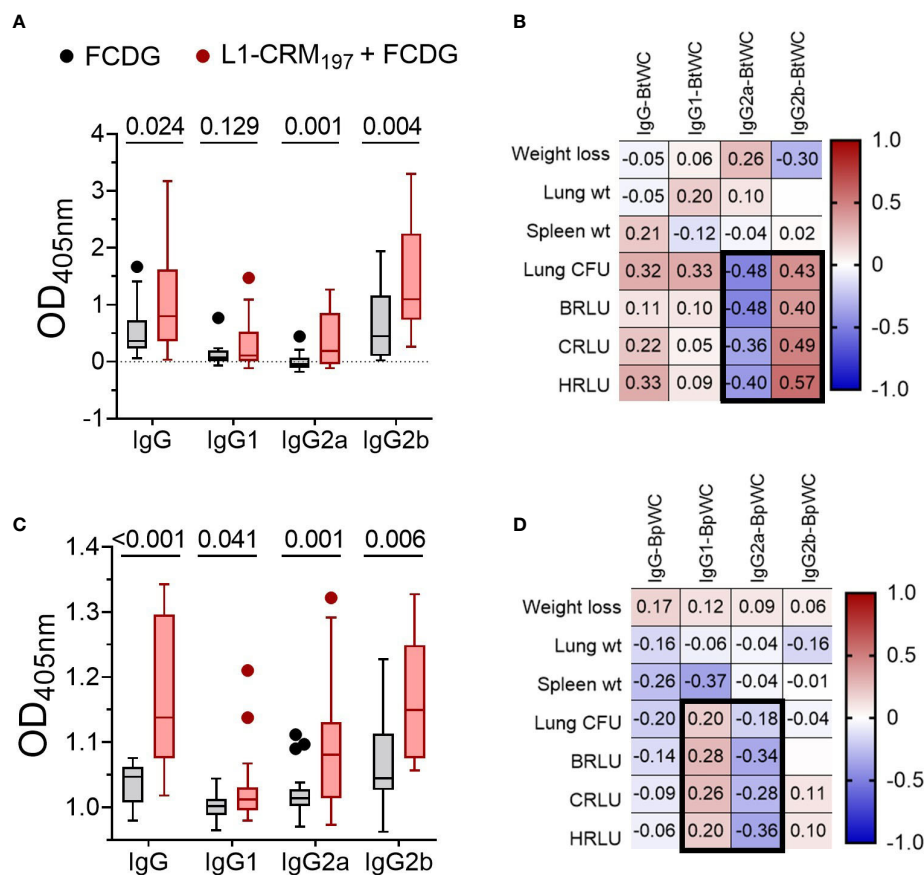 A
● FCDG ● L1-CRM197 + FCDG
0.024 0.129 0.001 0.004
4
3
2
1
0
-1
OD405nm
IgG IgG1 IgG2a IgG2b
B
IgG-BtWC IgG1-BtWC IgG2a-BtWC IgG2b-BtWC
Weight loss -0.05 0.06 0.26 -0.30
Lung wt -0.05 0.20 0.10
Spleen wt 0.21 -0.12 -0.04 0.02
Lung CFU 0.32 0.33 -0.48 0.43
BRLU 0.11 0.10 -0.48 0.40
CRLU 0.22 0.05 -0.36 0.49
HRLU 0.33 0.09 -0.40 0.57
1.0
0.5
0
-0.5
-1.0
C
<0.001 0.041 0.001 0.006
1.4
1.3
1.2
1.1
1.0
OD405nm
IgG IgG1 IgG2a IgG2b
D
IgG-BpWC IgG1-BpWC IgG2a-BpWC IgG2b-BpWC
Weight loss 0.17 0.12 0.09 0.06
Lung wt -0.16 -0.06 -0.04 -0.16
Spleen wt -0.26 -0.37 -0.04 -0.01
Lung CFU -0.20 0.20 -0.18 -0.04
BRLU -0.14 0.28 -0.34
CRLU -0.09 0.26 -0.28 0.11
HRLU -0.06 0.20 -0.36 0.10
1.0
0.5
0
-0.5
-1.0